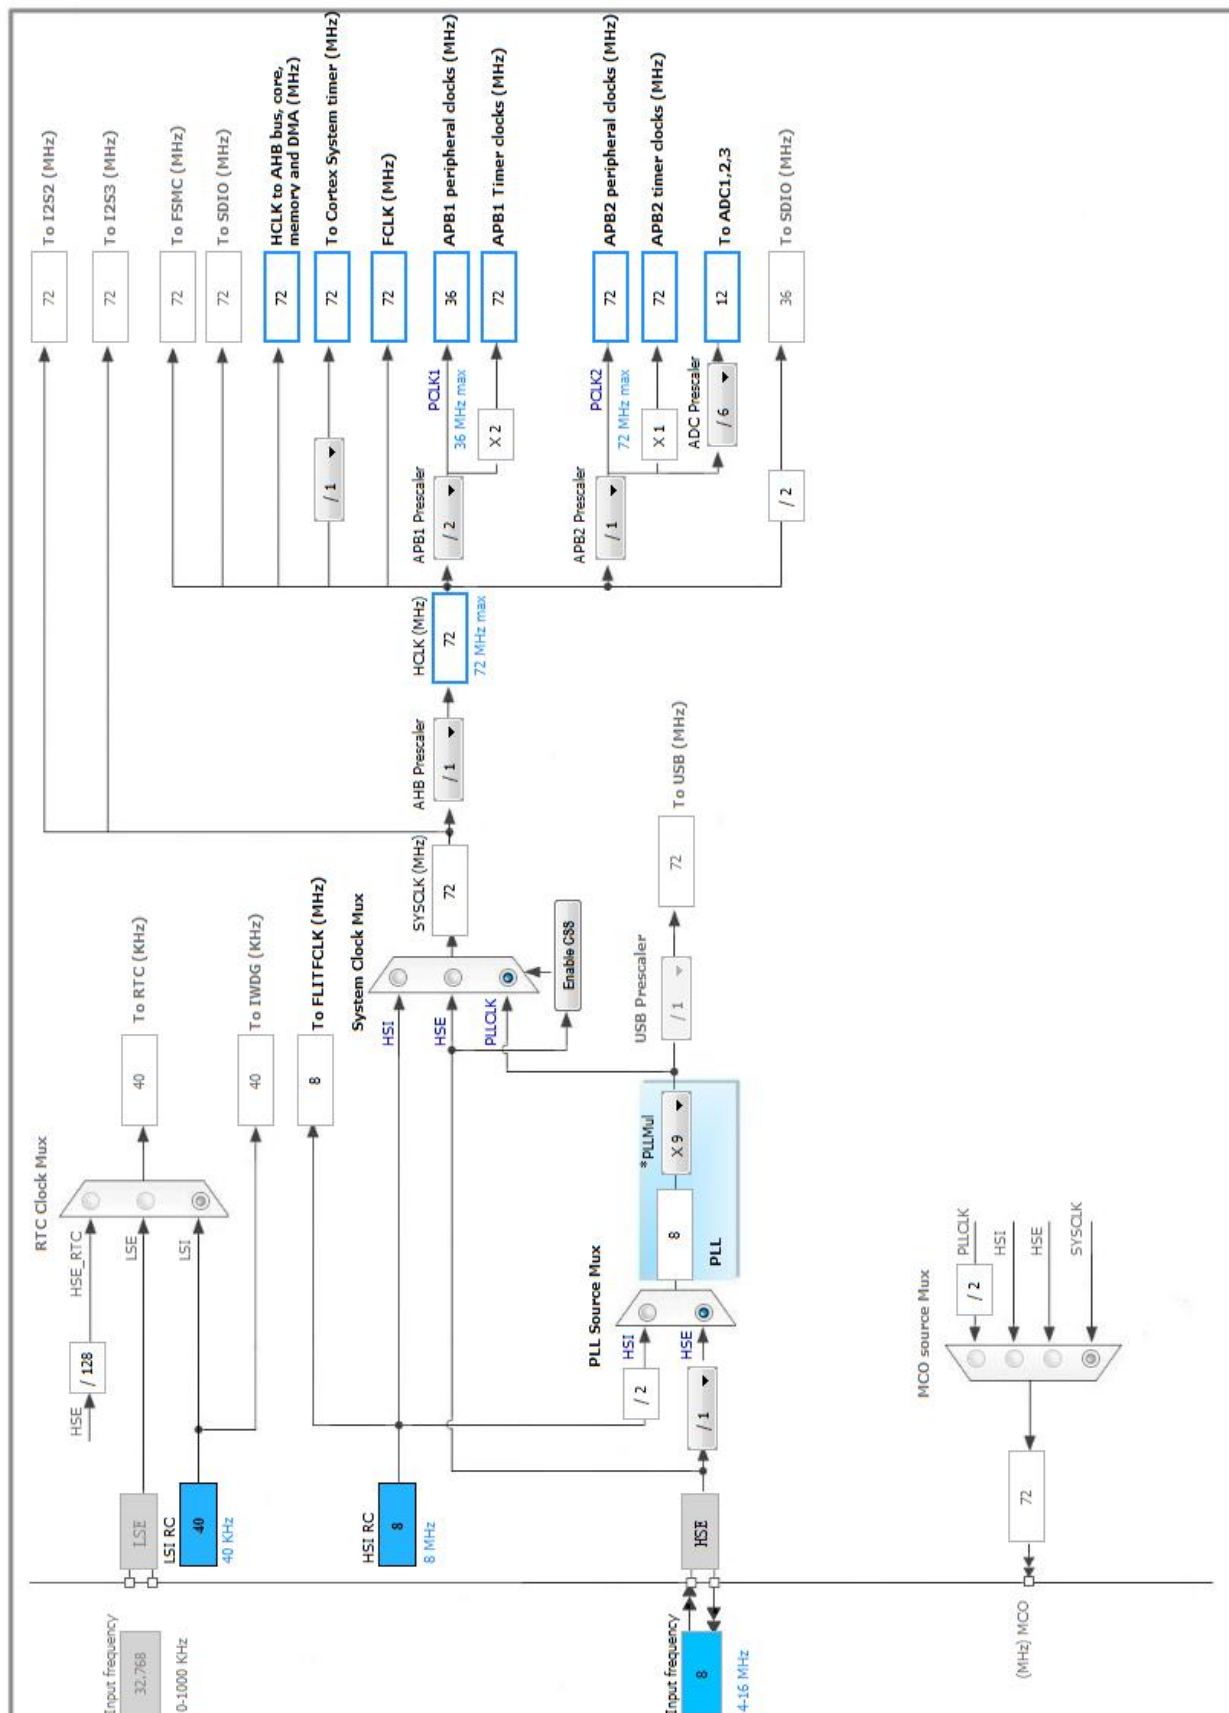 Input frequency
32.768
0-1000 KHz
LSE
LSI RC
40
40 KHz
HSE
/ 128
HSE_RTC
LSE
LSI
RTC Clock Mux
40
To RTC (KHz)
40
To IWDG (KHz)
HSI RC
8
8 MHz
8
To FLITFCLK (MHz)
System Clock Mux
HSI
HSE
PLLCLK
Enable CSS
SYSCLK (MHz)
72
AHB Prescaler
/ 1
HCLK (MHz)
72
72 MHz max
72
To I2S2 (MHz)
72
To I2S3 (MHz)
72
To FSMC (MHz)
72
To SDIO (MHz)
72
HCLK to AHB bus, core,
memory and DMA (MHz)
/ 1
72
To Cortex System timer (MHz)
72
FCLK (MHz)
APB1 Prescaler
/ 2
PCLK1
36 MHz max
36
APB1 peripheral clocks (MHz)
X 2
72
APB1 Timer clocks (MHz)
APB2 Prescaler
/ 1
PCLK2
72 MHz max
72
APB2 peripheral clocks (MHz)
X 1
72
APB2 timer clocks (MHz)
ADC Prescaler
/ 6
12
To ADC1,2,3
/ 2
36
To SDIO (MHz)
Input frequency
8
4-16 MHz
HSE
/ 1
/ 2
PLL Source Mux
HSI
HSE
8
*PLLMul
X 9
PLL
USB Prescaler
/ 1
72
To USB (MHz)
MCO source Mux
/ 2
PLLCLK
HSI
HSE
SYSCLK
72
(MHz) MCO